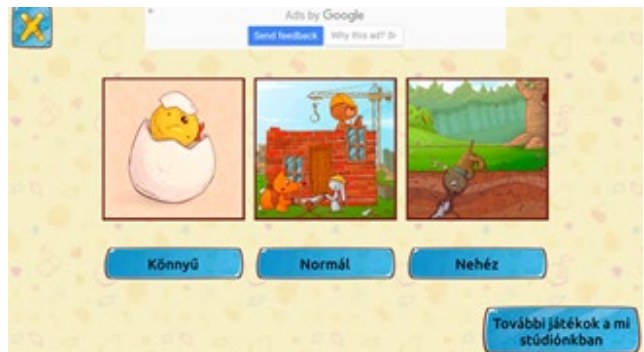 Ads by Google
Send feedback Why this ad?
Könnyű Normál Nehéz
További játékok a mi
stúdiónkban